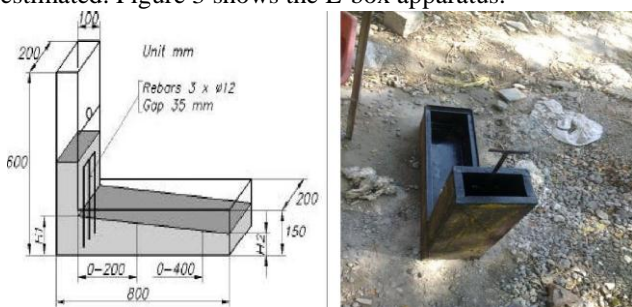 estimated. Figure 3 shows the L-box apparatus.
100
200
Unit mm
Rebars 3 x φ12
Gap 35 mm
600
200
H1
H2
150
0-200
0-400
800